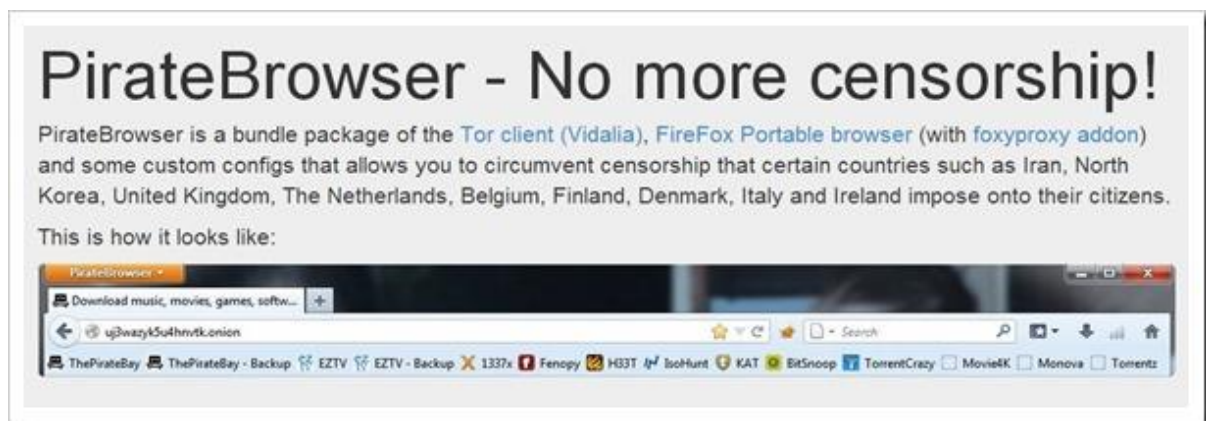 PirateBrowser - No more censorship!
PirateBrowser is a bundle package of the Tor client (Vidalia), FireFox Portable browser (with foxyproxy addon)
and some custom configs that allows you to circumvent censorship that certain countries such as Iran, North
Korea, United Kingdom, The Netherlands, Belgium, Finland, Denmark, Italy and Ireland impose onto their citizens.
This is how it looks like:
PirateBrowser
Download music, movies, games, softw...
uj3wazyk5u4hnvtk.onion Search
ThePirateBay ThePirateBay - Backup EZTV EZTV - Backup 1337x Fenopy H33T IsoHunt KAT BitSnoop TorrentCrazy Movie4K Monova Torrentz